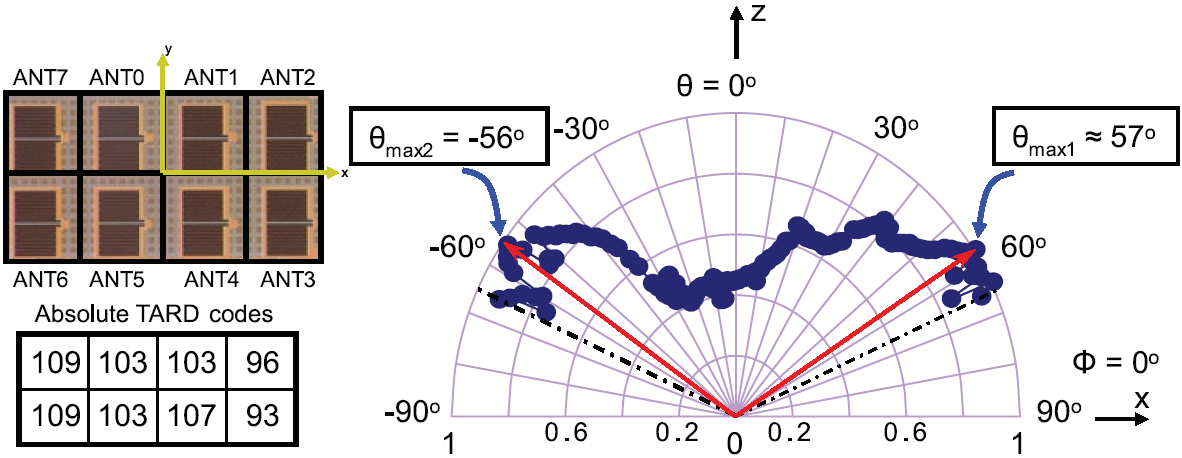 y
ANT7 ANT0 ANT1 ANT2
x
ANT6 ANT5 ANT4 ANT3
Absolute TARD codes
109 103 103 96
109 103 107 93
z
θ = 0°
θmax2 = -56°
-30°
30°
θmax1 ≈ 57°
-60°
60°
Φ = 0°
-90°
90°
x
1 0.6 0.2 0 0.2 0.6 1